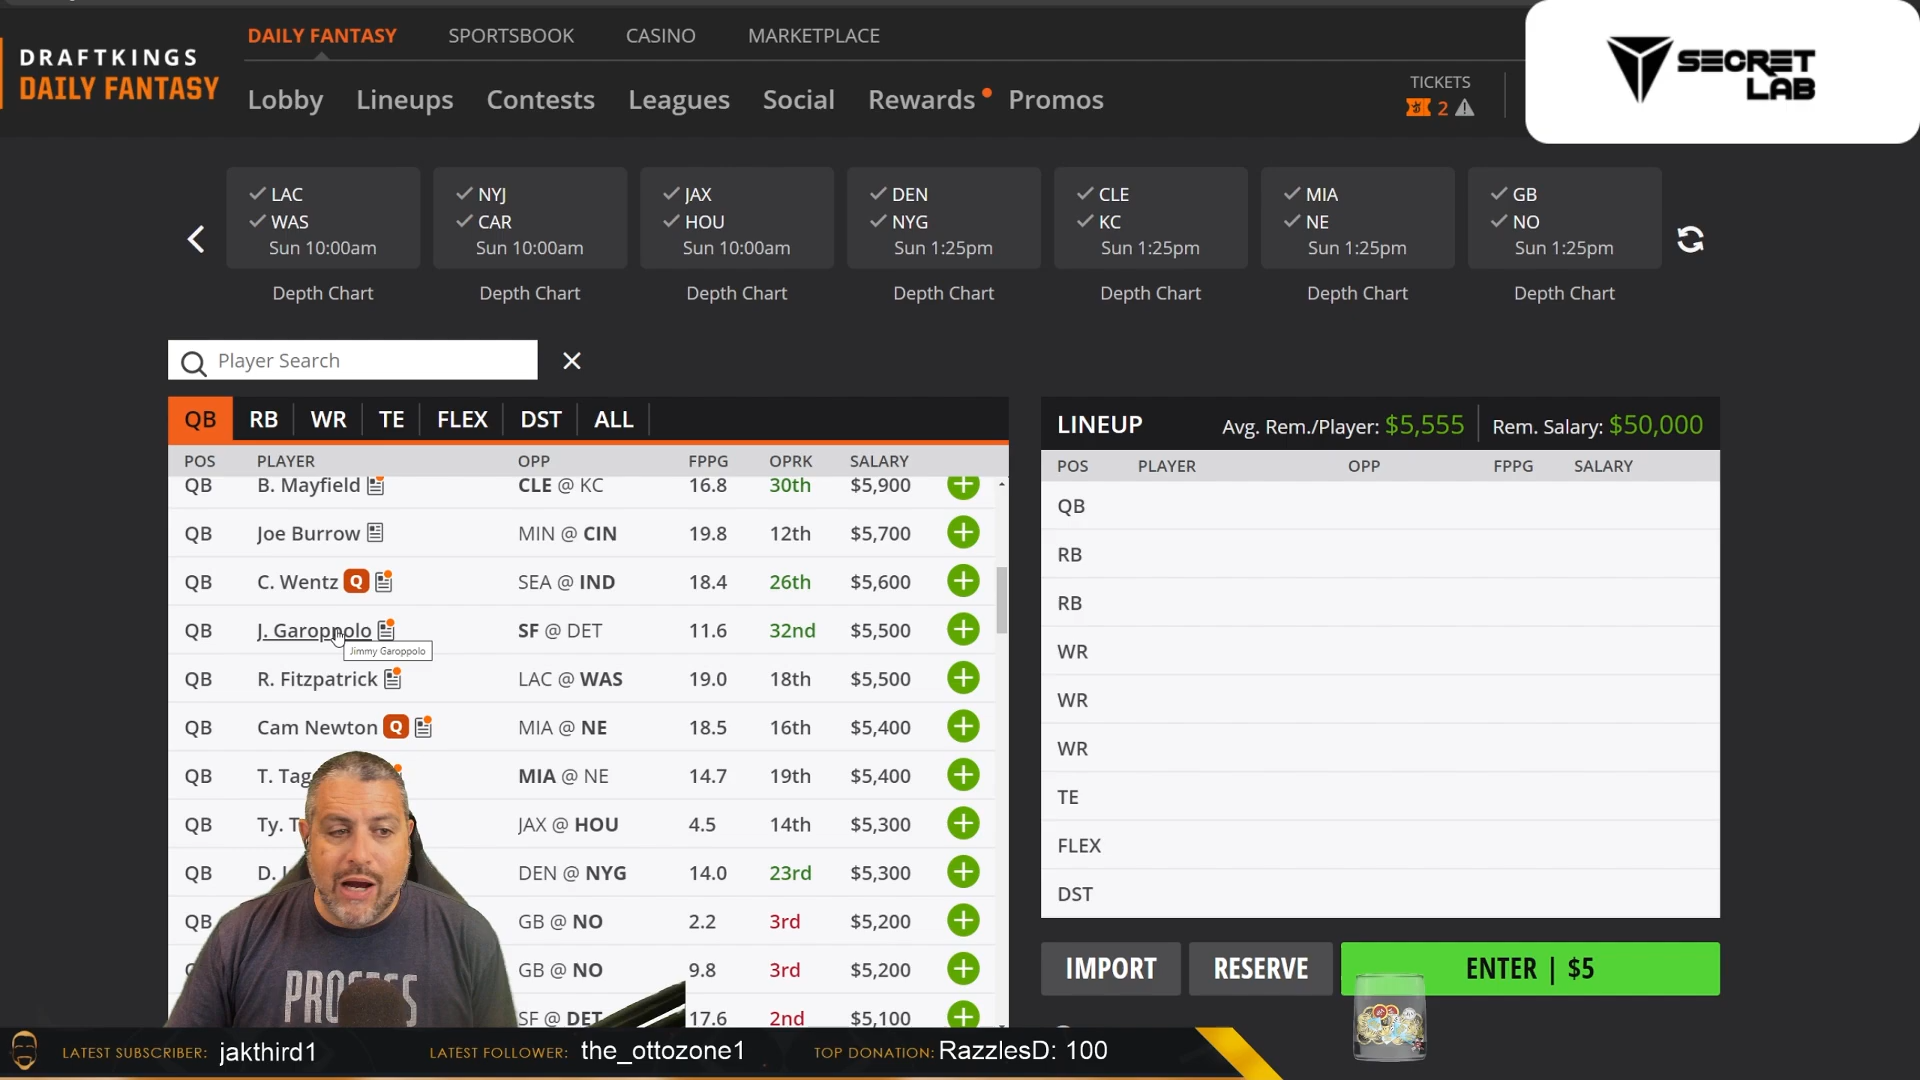 DAILY FANTASY SPORTSBOOK CASINO MARKETPLACE
DRAFTKINGS
DAILY FANTASY
Lobby Lineups Contests Leagues Social Rewards Promos
TICKETS
2
SECRET
LAB
LAC
WAS
Sun 10:00am
Depth Chart
NYJ
CAR
Sun 10:00am
Depth Chart
JAX
HOU
Sun 10:00am
Depth Chart
DEN
NYG
Sun 1:25pm
Depth Chart
CLE
KC
Sun 1:25pm
Depth Chart
MIA
NE
Sun 1:25pm
Depth Chart
GB
NO
Sun 1:25pm
Depth Chart
Player Search
QB RB WR TE FLEX DST ALL
POS PLAYER OPP FPPG OPRK SALARY
QB B. Mayfield CLE @ KC 16.8 30th $5,900
QB Joe Burrow MIN @ CIN 19.8 12th $5,700
QB C. Wentz Q SEA @ IND 18.4 26th $5,600
QB J. Garoppolo SF @ DET 11.6 32nd $5,500
Jimmy Garoppolo
QB R. Fitzpatrick LAC @ WAS 19.0 18th $5,500
QB Cam Newton Q MIA @ NE 18.5 16th $5,400
QB T. MIA @ NE 14.7 19th $5,400
QB Ty. JAX @ HOU 4.5 14th $5,300
QB D. DEN @ NYG 14.0 23rd $5,300
QB GB @ NO 2.2 3rd $5,200
GB @ NO 9.8 3rd $5,200
SF @ DET 17.6 2nd $5,100
LINEUP Avg. Rem./Player: $5,555 Rem. Salary: $50,000
POS PLAYER OPP FPPG SALARY
QB
RB
RB
WR
WR
WR
TE
FLEX
DST
IMPORT RESERVE ENTER | $5
LATEST SUBSCRIBER: jakthird1 LATEST FOLLOWER: the_ottozone1 TOP DONATION: RazzlesD: 100